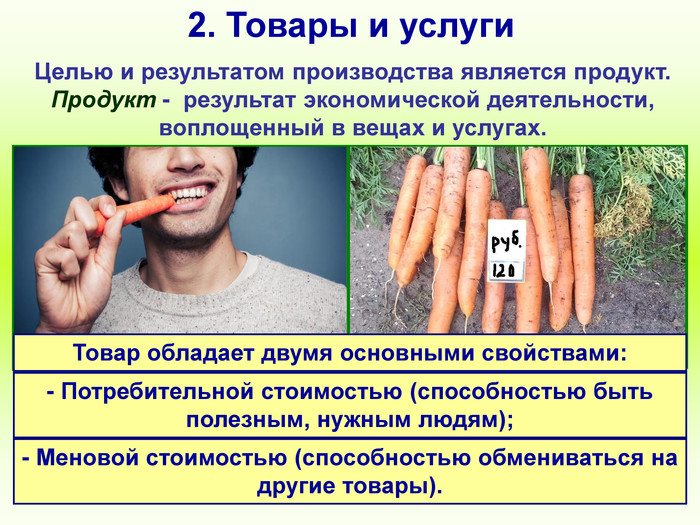 2. Товары и услуги
Целью и результатом производства является продукт.
Продукт - результат экономической деятельности,
воплощенный в вещах и услугах.
руб.
120
Товар обладает двумя основными свойствами:
- Потребительной стоимостью (способностью быть
полезным, нужным людям);
- Меновой стоимостью (способностью обмениваться на
другие товары).